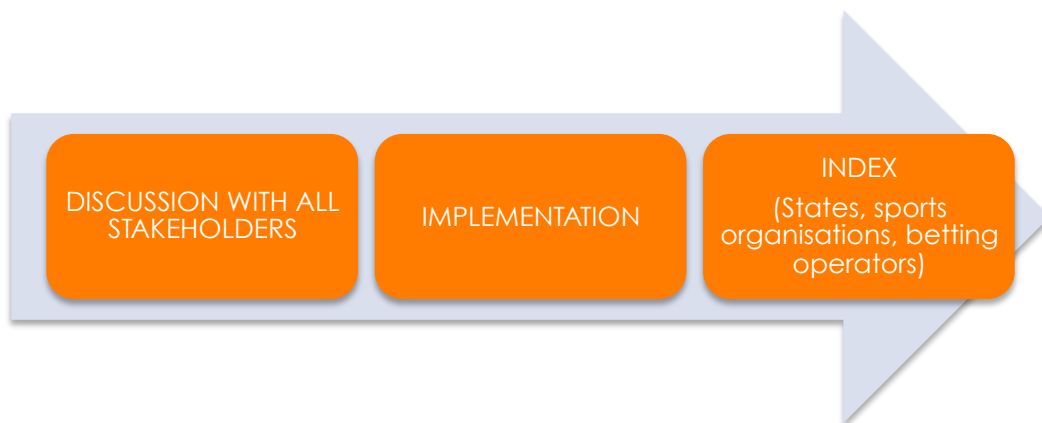 DISCUSSION WITH ALL
STAKEHOLDERS
IMPLEMENTATION
INDEX
(States, sports
organisations, betting
operators)